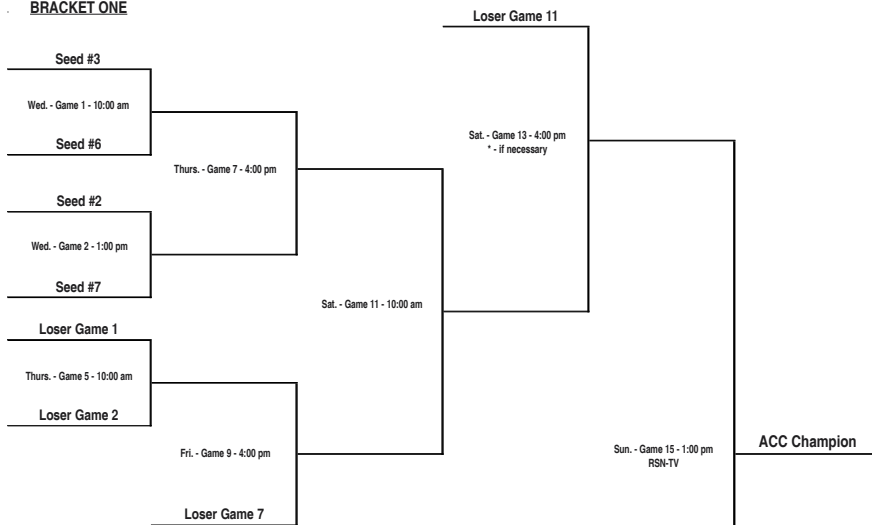 BRACKET ONE
Loser Game 11
Seed #3
Wed. - Game 1 - 10:00 am
Seed #6
Sat. - Game 13 - 4:00 pm
* - if necessary
Thurs. - Game 7 - 4:00 pm
Seed #2
Wed. - Game 2 - 1:00 pm
Seed #7
Sat. - Game 11 - 10:00 am
Loser Game 1
Thurs. - Game 5 - 10:00 am
Loser Game 2
Fri. - Game 9 - 4:00 pm
Sun. - Game 15 - 1:00 pm
RSN-TV
ACC Champion
Loser Game 7